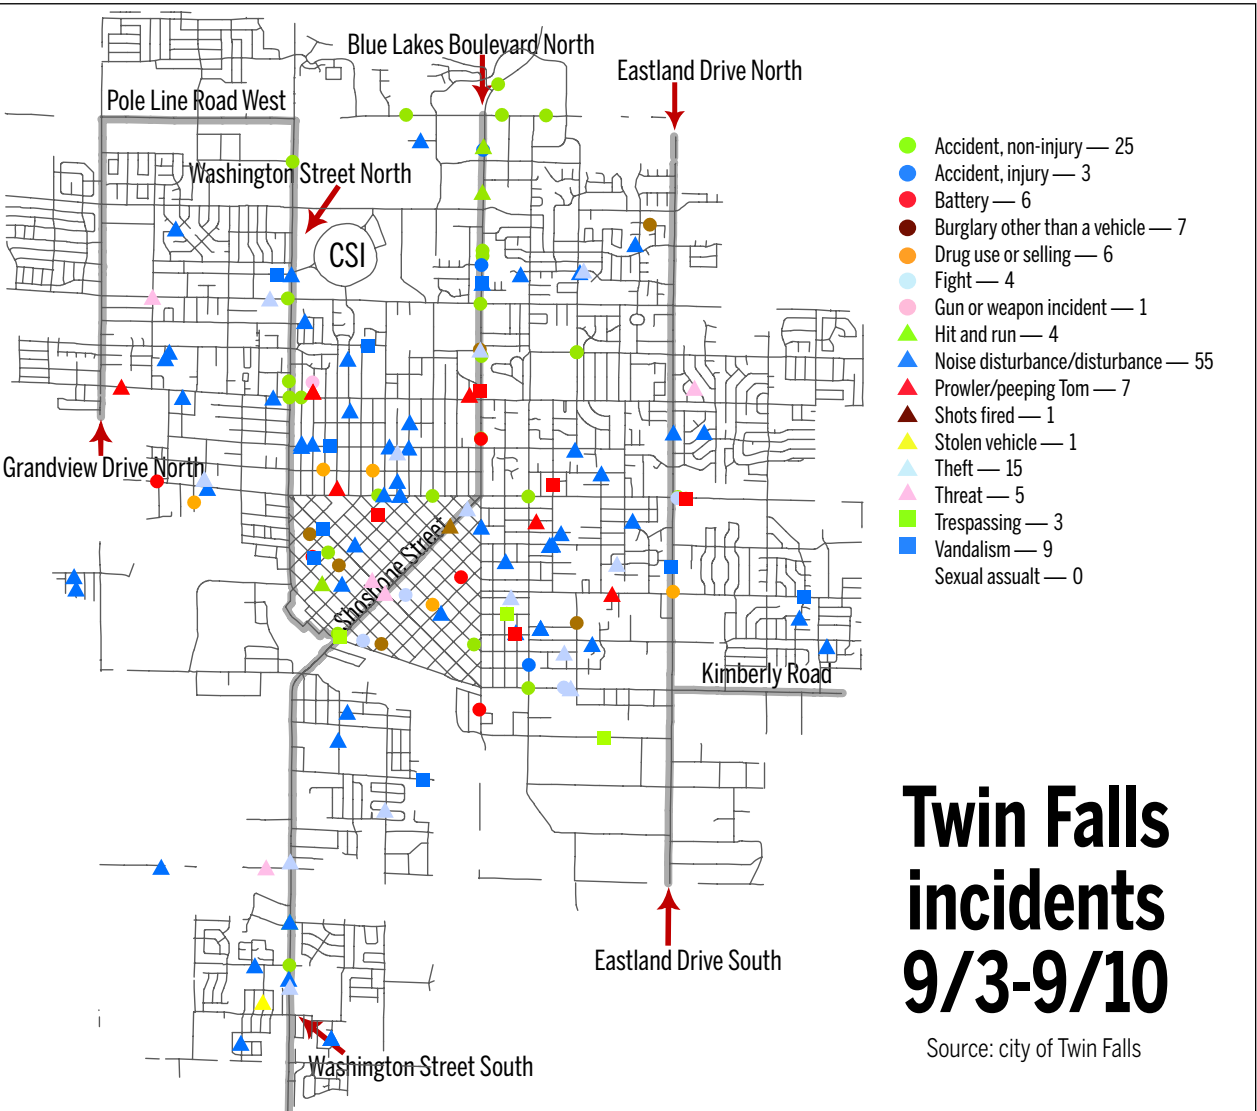 Blue Lakes Boulevard North
Eastland Drive North
Pole Line Road West
Washington Street North
CSI
Grandview Drive North
Shoshone Street
Kimberly Road
Eastland Drive South
Washington Street South
Accident, non-injury — 25
Accident, injury — 3
Battery — 6
Burglary other than a vehicle — 7
Drug use or selling — 6
Fight — 4
Gun or weapon incident — 1
Hit and run — 4
Noise disturbance/disturbance — 55
Prowler/peeping Tom — 7
Shots fired — 1
Stolen vehicle — 1
Theft — 15
Threat — 5
Trespassing — 3
Vandalism — 9
Sexual assualt — 0
Twin Falls
incidents
9/3-9/10
Source: city of Twin Falls